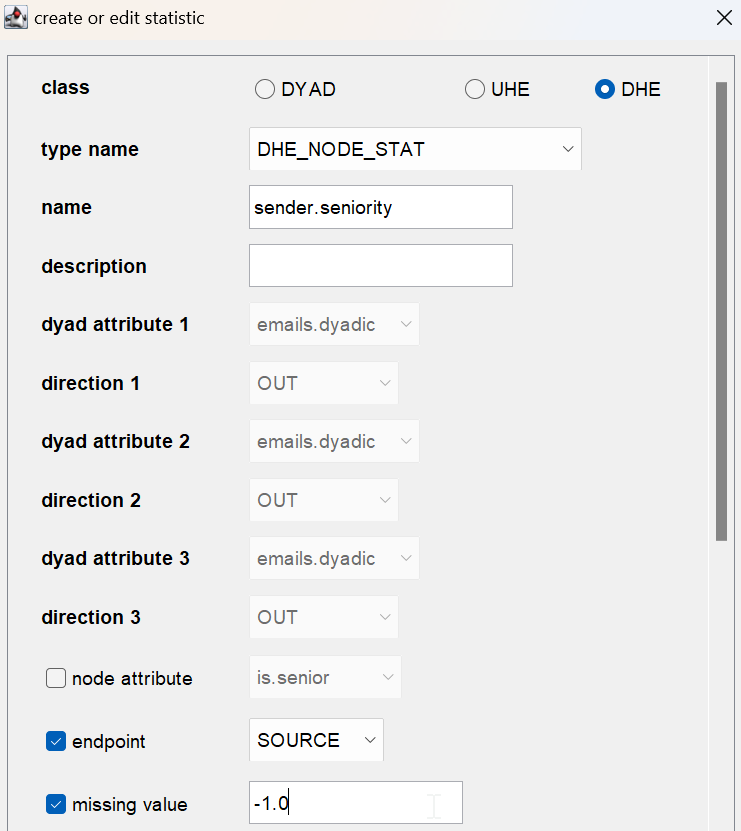 create or edit statistic
class DYAD UHE DHE
type name DHE_NODE_STAT
name sender.seniority
description
dyad attribute 1 emails.dyadic
direction 1 OUT
dyad attribute 2 emails.dyadic
direction 2 OUT
dyad attribute 3 emails.dyadic
direction 3 OUT
node attribute is.senior
endpoint SOURCE
missing value -1.0